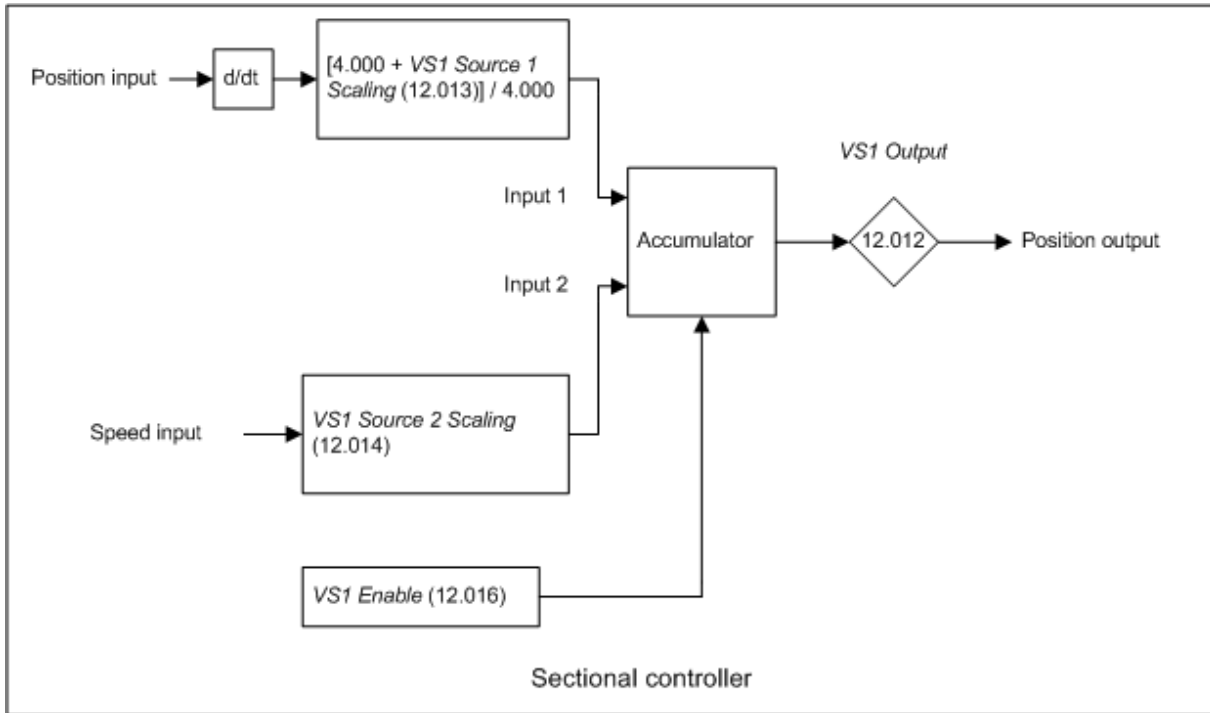 Position input
d/dt
[4.000 + VS1 Source 1
Scaling (12.013)] / 4.000
VS1 Output
Input 1
Accumulator
12.012
Position output
Input 2
Speed input
VS1 Source 2 Scaling
(12.014)
VS1 Enable (12.016)
Sectional controller